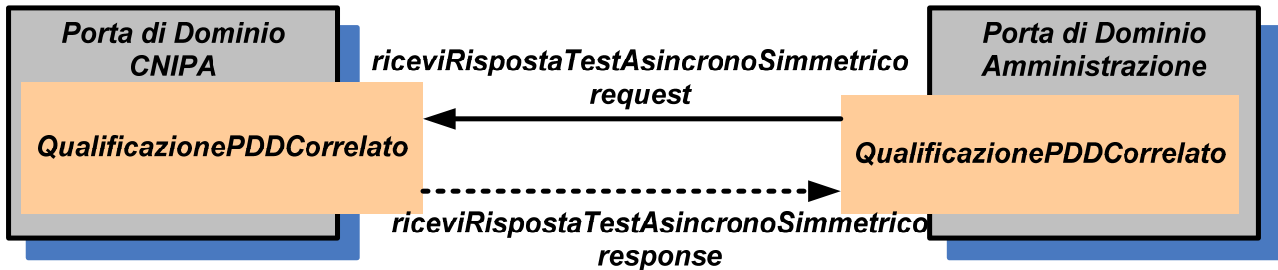 Porta di Dominio
CNIPA
QualificazionePDDCorrelato
riceviRispostaTestAsincronoSimmetrico
request
riceviRispostaTestAsincronoSimmetrico
response
Porta di Dominio
Amministrazione
QualificazionePDDCorrelato